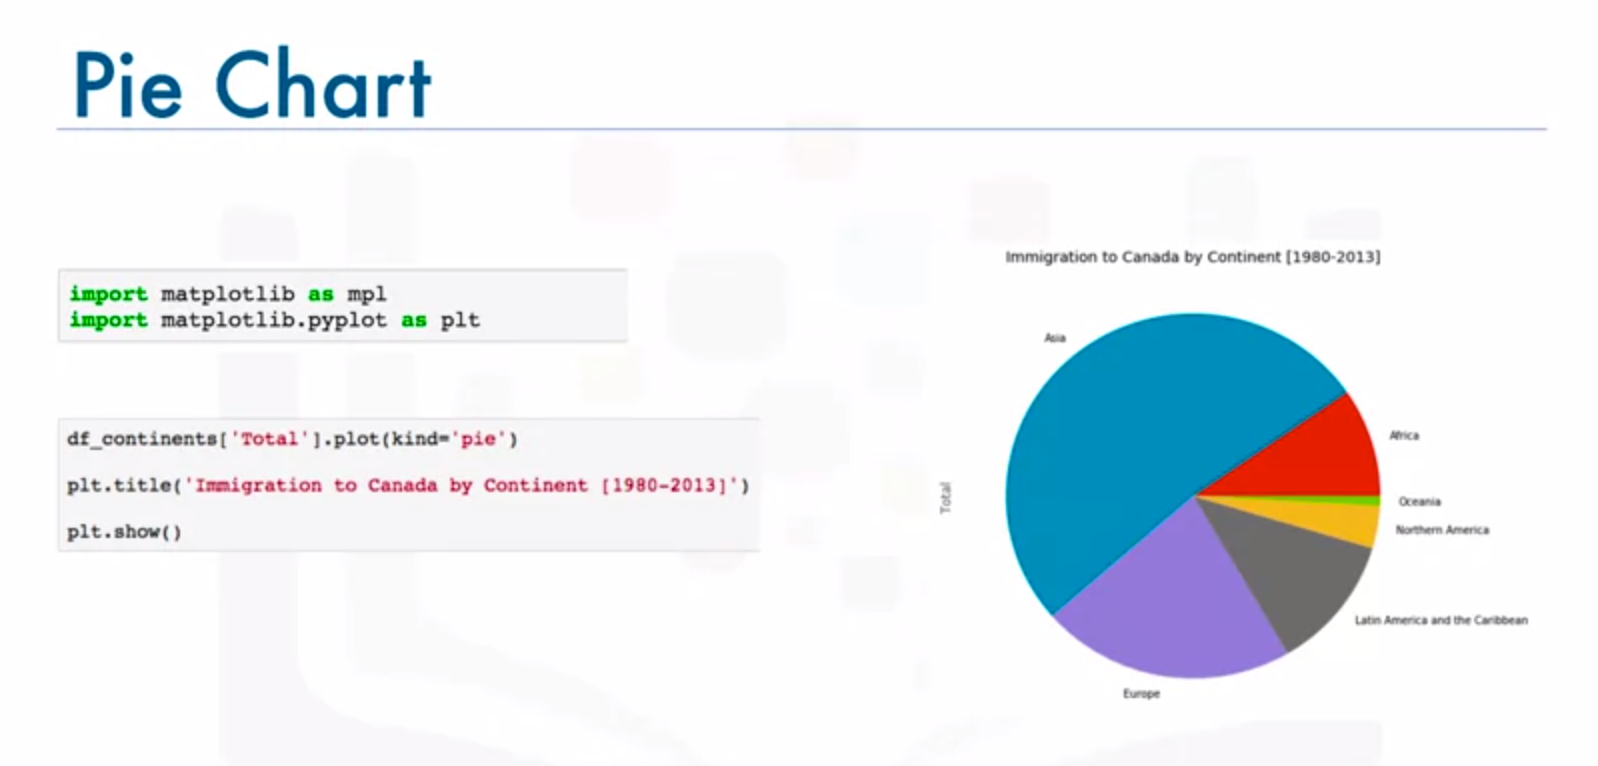 Pie Chart
import matplotlib as mpl
import matplotlib.pyplot as plt
df_continents['Total'].plot(kind='pie')
plt.title('Immigration to Canada by Continent [1980-2013]')
plt.show()
Immigration to Canada by Continent [1980-2013]
Asia
Africa
Total
Oceania
Northern America
Latin America and the Caribbean
Europe